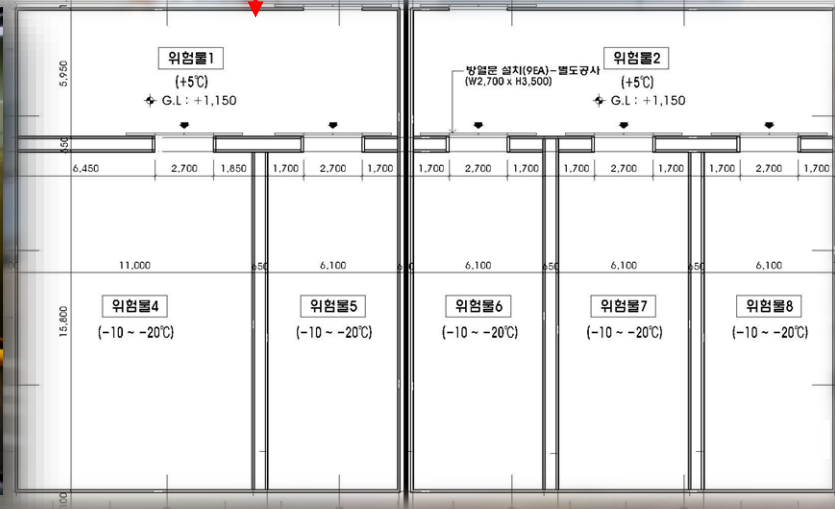 위험물1
(+5℃)
G.L : +1,150
위험물2
(+5℃)
G.L : +1,150
방열문 설치(9EA)-별도공사
(W2,700 x H3,500)
5,950
650
6,450 2,700 1,850 1,700 2,700 1,700 1,700 2,700 1,700 1,700 2,700 1,700 1,700 2,700 1,700
11,000 650 6,100 6,100 650 6,100 650 6,100
15,800
위험물4
(-10 ~ -20℃)
위험물5
(-10 ~ -20℃)
위험물6
(-10 ~ -20℃)
위험물7
(-10 ~ -20℃)
위험물8
(-10 ~ -20℃)